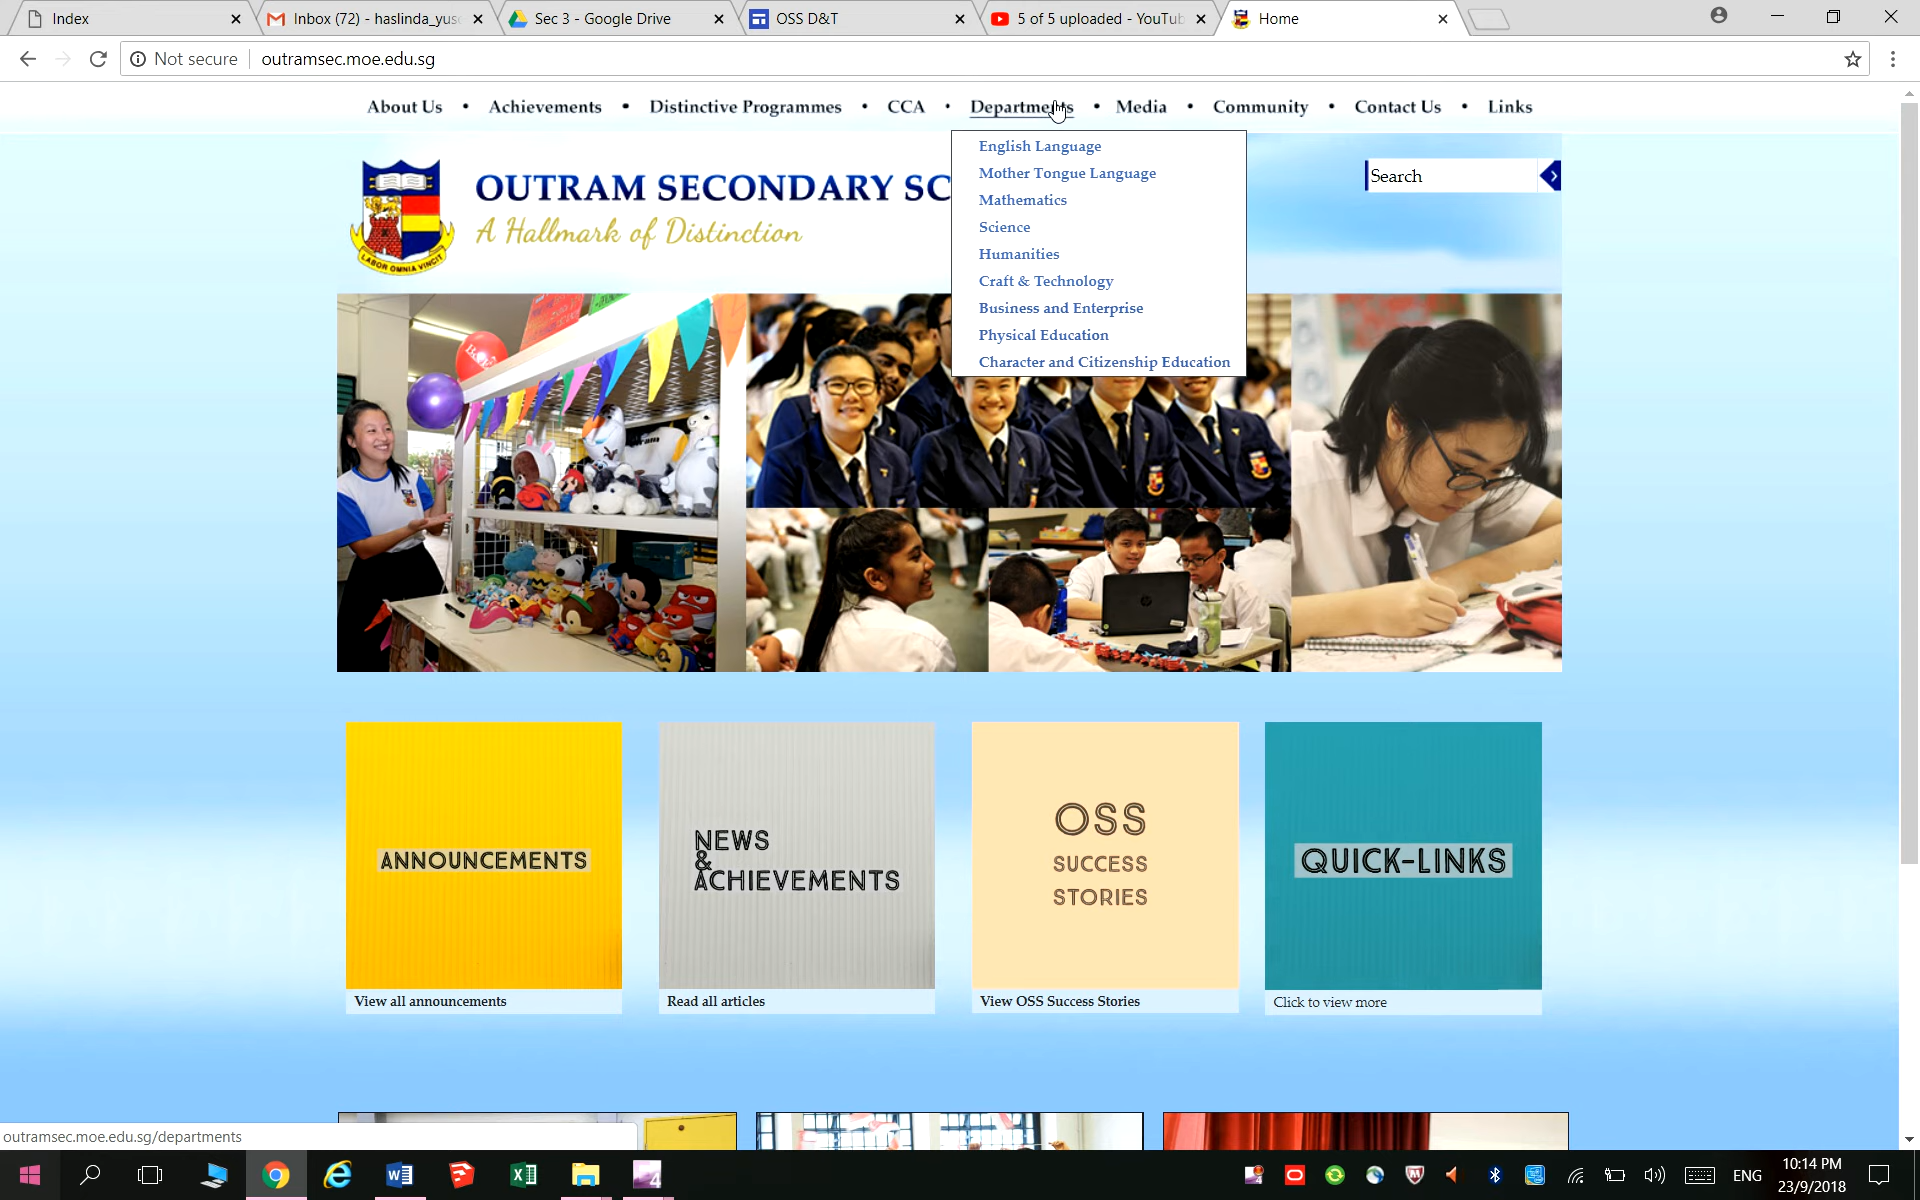 Index
Inbox (72) - haslinda_yus
Sec 3 - Google Drive
OSS D&T
5 of 5 uploaded - YouTub
Home
Not secure
outramsec.moe.edu.sg
About Us • Achievements • Distinctive Programmes • CCA • Departments • Media • Community • Contact Us • Links
English Language
Mother Tongue Language
Mathematics
Science
Humanities
Craft & Technology
Business and Enterprise
Physical Education
Character and Citizenship Education
OUTRAM SECONDARY SC
A Hallmark of Distinction
LABOR OMNIA VINCIT
Search
ANNOUNCEMENTS
NEWS
&
ACHIEVEMENTS
OSS
SUCCESS
STORIES
QUICK-LINKS
View all announcements
Read all articles
View OSS Success Stories
Click to view more
outramsec.moe.edu.sg/departments
ENG
10:14 PM
23/9/2018